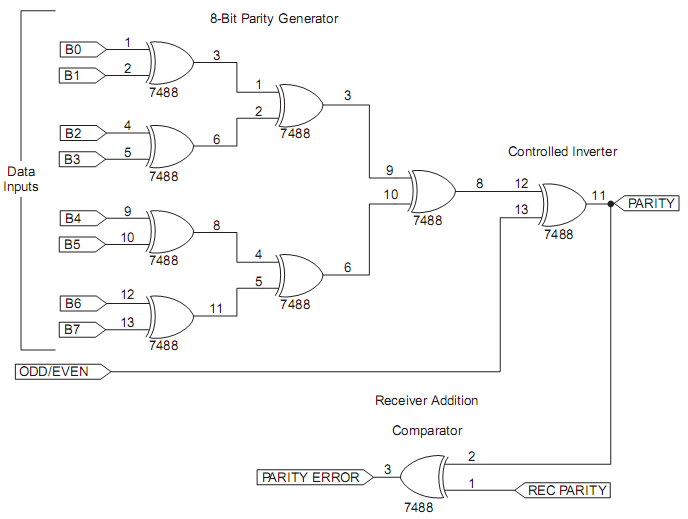 8-Bit Parity Generator
B0
1
3
B1
2
7488
1
3
2
7488
B2
4
6
B3
5
7488
Data
Inputs
9
8
10
7488
Controlled Inverter
12
11
PARITY
13
7488
B4
9
8
B5
10
7488
4
6
5
7488
B6
12
11
B7
13
7488
ODD/EVEN
Receiver Addition
Comparator
2
PARITY ERROR
3
1
REC PARITY
7488